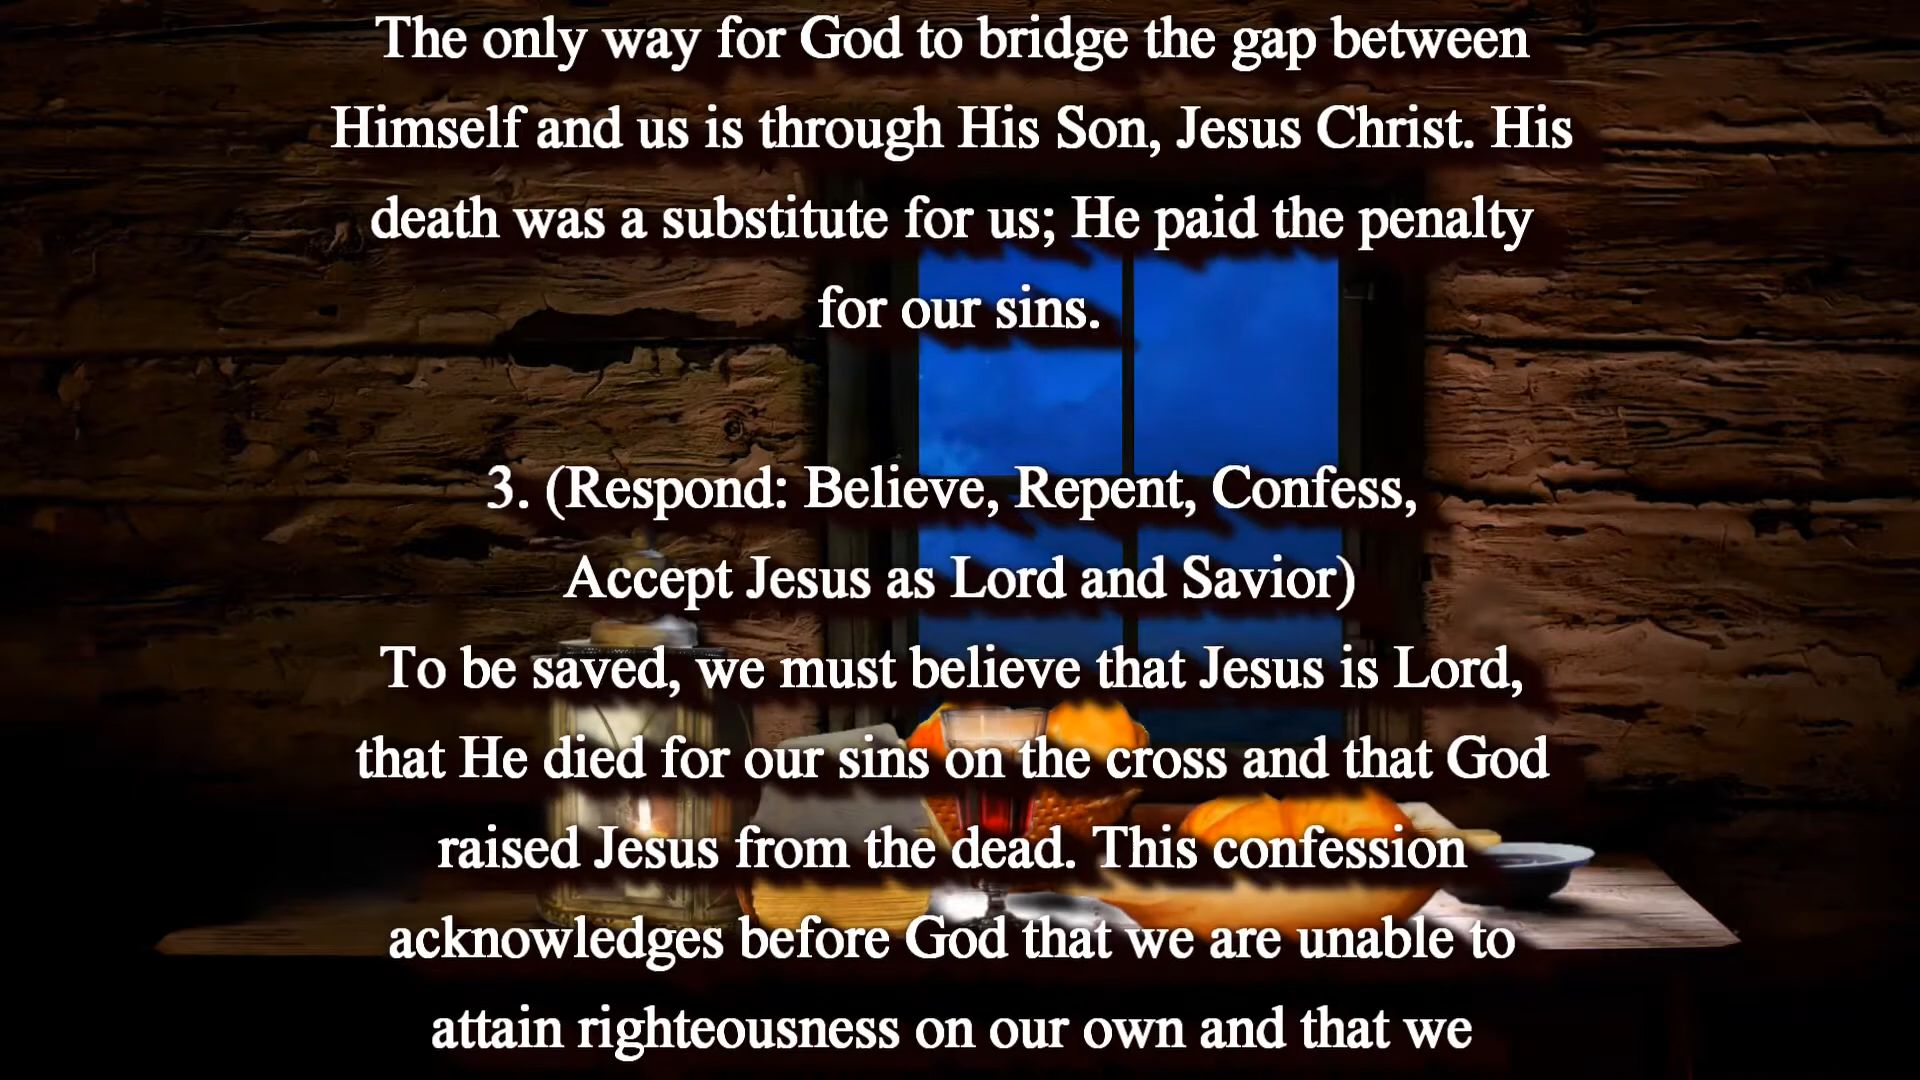 The only way for God to bridge the gap between
Himself and us is through His Son, Jesus Christ. His
death was a substitute for us; He paid the penalty
for our sins.
3. (Respond: Believe, Repent, Confess,
Accept Jesus as Lord and Savior)
To be saved, we must believe that Jesus is Lord,
that He died for our sins on the cross and that God
raised Jesus from the dead. This confession
acknowledges before God that we are unable to
attain righteousness on our own and that we